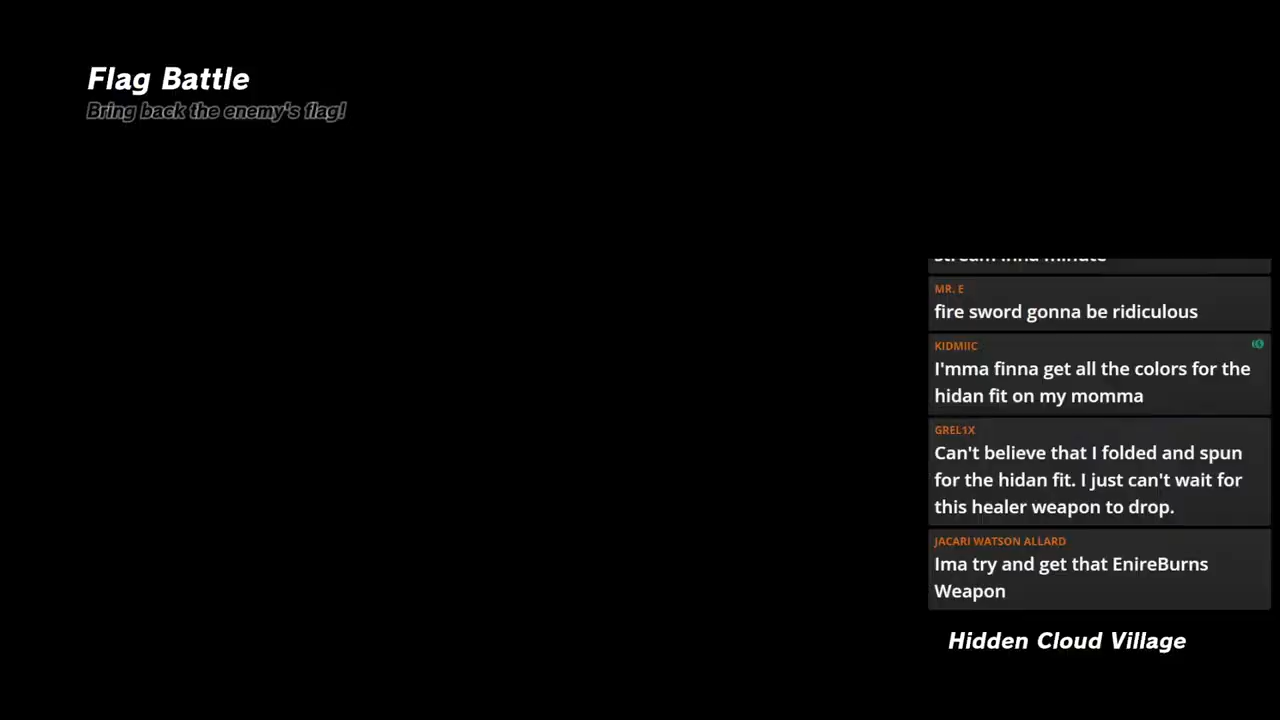 Flag Battle
Bring back the enemy's flag!
stream inna minute
MR. E
fire sword gonna be ridiculous
KIDMIIC
I'mma finna get all the colors for the
hidan fit on my momma
GREL1X
Can't believe that I folded and spun
for the hidan fit. I just can't wait for
this healer weapon to drop.
JACARI WATSON ALLARD
Ima try and get that EnireBurns
Weapon
Hidden Cloud Village